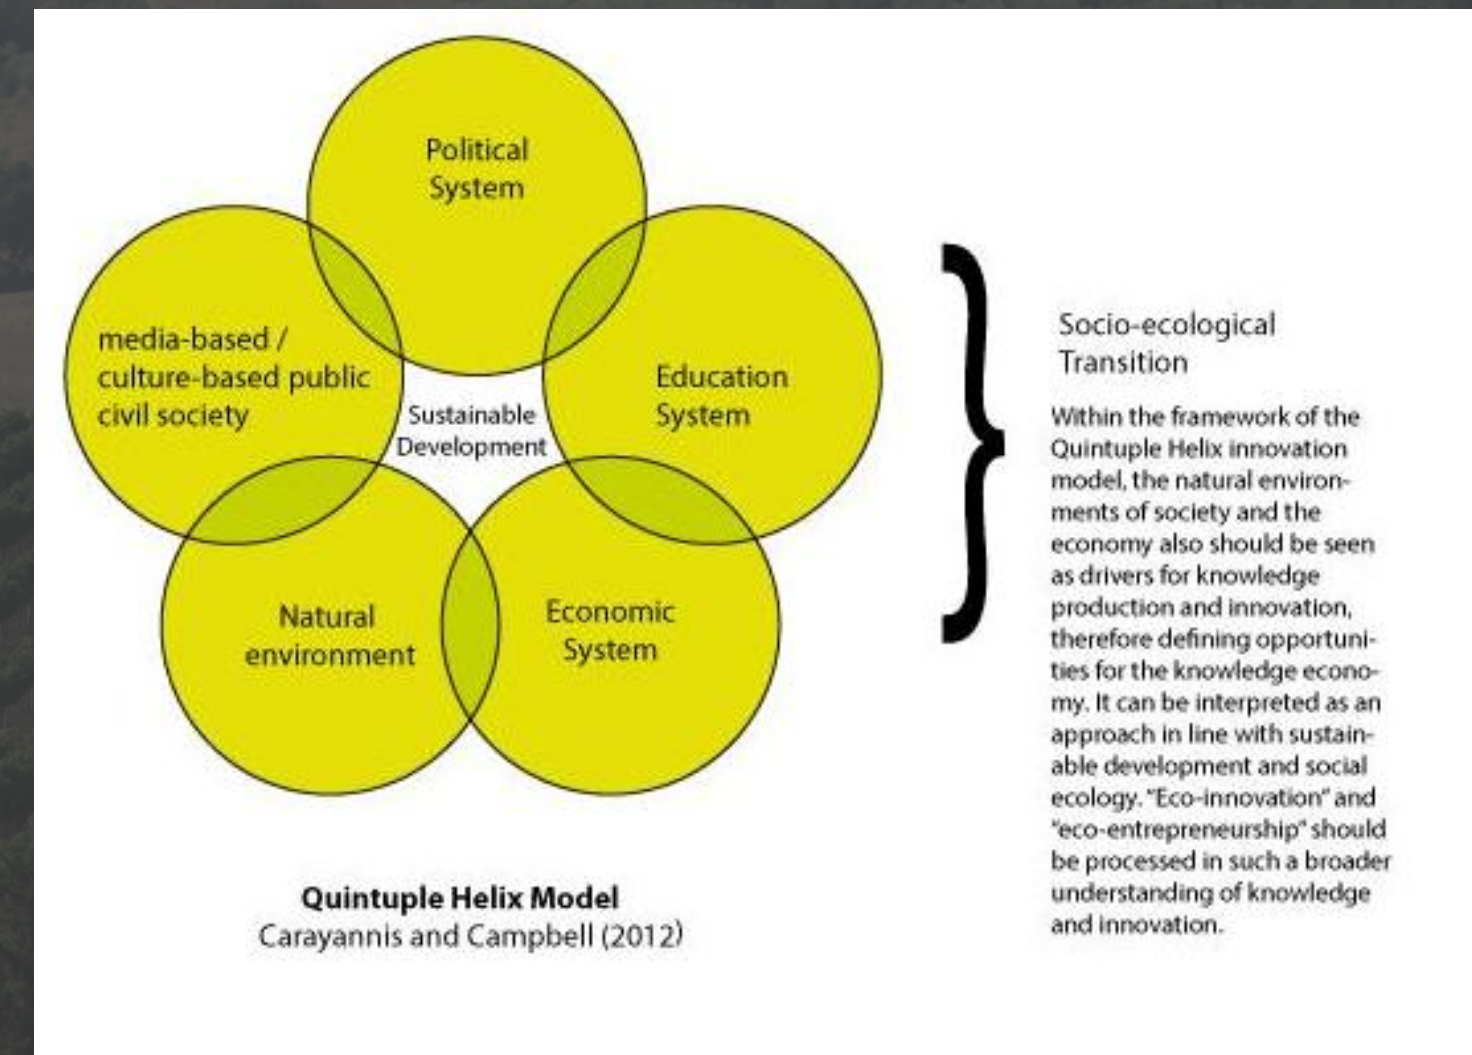 Political
System
media-based /
culture-based public
civil society
Education
System
Sustainable
Development
Natural
environment
Economic
System
Quintuple Helix Model
Carayannis and Campbell (2012)
Socio-ecological
Transition
Within the framework of the
Quintuple Helix innovation
model, the natural environ-
ments of society and the
economy also should be seen
as drivers for knowledge
production and innovation,
therefore defining opportuni-
ties for the knowledge econo-
my. It can be interpreted as an
approach in line with sustain-
able development and social
ecology. "Eco-innovation" and
"eco-entrepreneurship" should
be processed in such a broader
understanding of knowledge
and innovation.